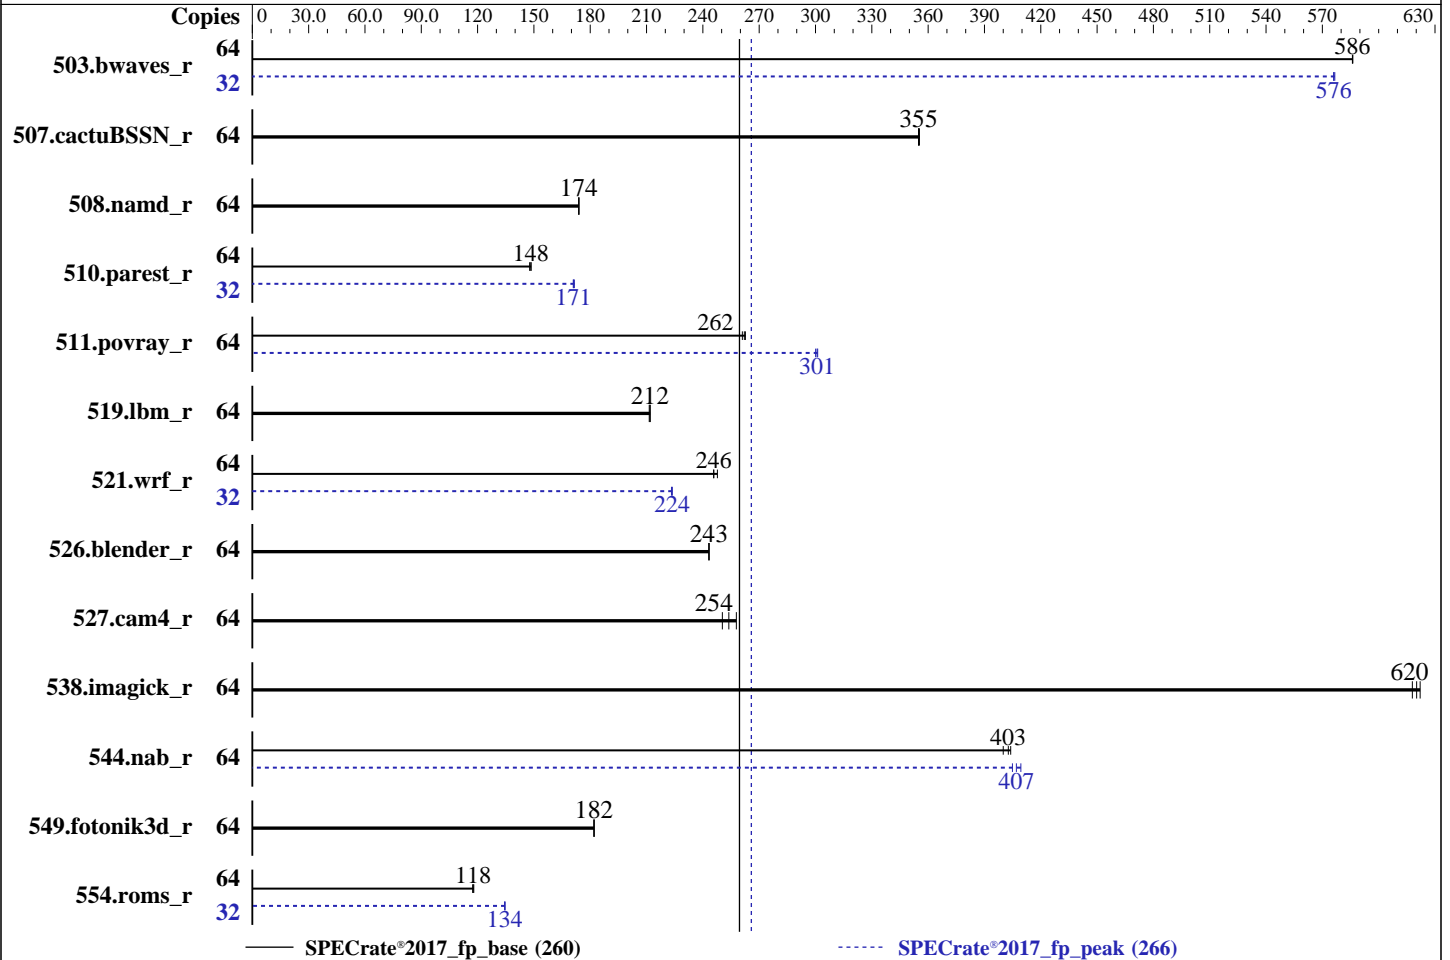 Copies 0 30.0 60.0 90.0 120 150 180 210 240 270 300 330 360 390 420 450 480 510 540 570 630
503.bwaves_r 64 586
32 576
507.cactuBSSN_r 64 355
508.namd_r 64 174
510.parest_r 64 148
32 171
511.povray_r 64 262
301
519.lbm_r 64 212
521.wrf_r 64 246
32 224
526.blender_r 64 243
527.cam4_r 64 254
538.imagick_r 64 620
544.nab_r 64 403
407
549.fotonik3d_r 64 182
554.roms_r 64 118
32 134
SPECrate®2017_fp_base (260) SPECrate®2017_fp_peak (266)